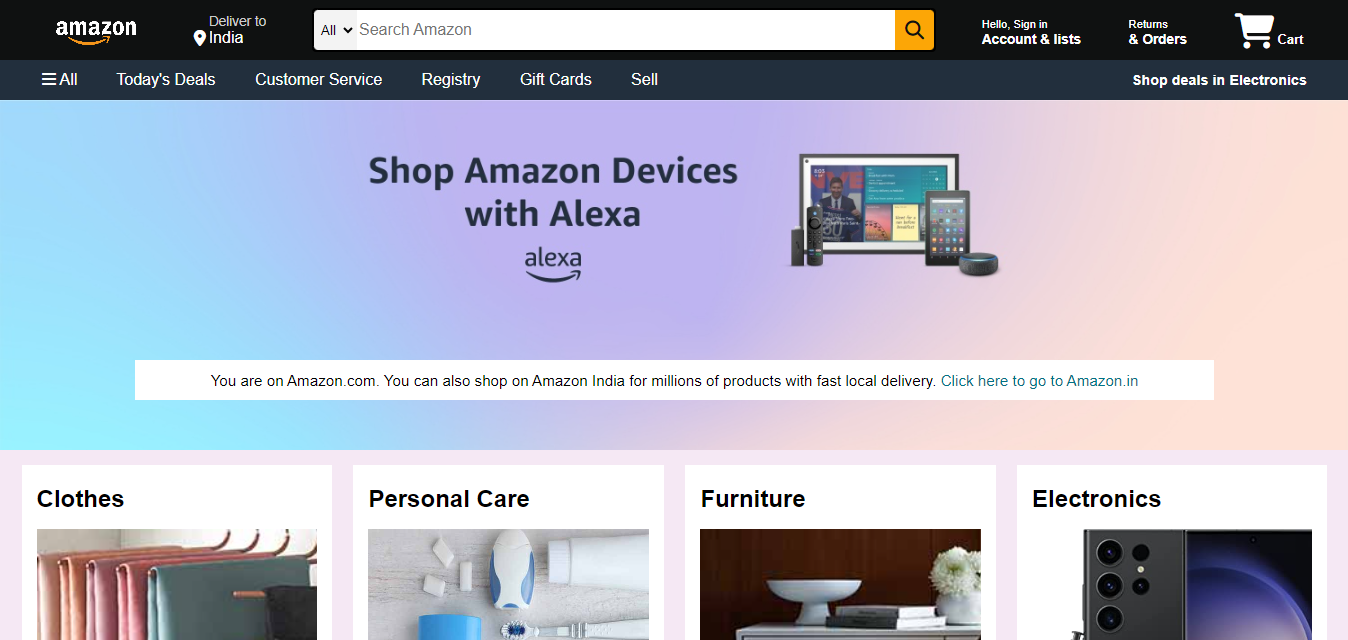 amazon
Deliver to
India
All
Search Amazon
Hello, Sign in
Account & lists
Returns
& Orders
Cart
All
Today's Deals
Customer Service
Registry
Gift Cards
Sell
Shop deals in Electronics
Shop Amazon Devices
with Alexa
alexa
You are on Amazon.com. You can also shop on Amazon India for millions of products with fast local delivery. Click here to go to Amazon.in
Clothes
Personal Care
Furniture
Electronics